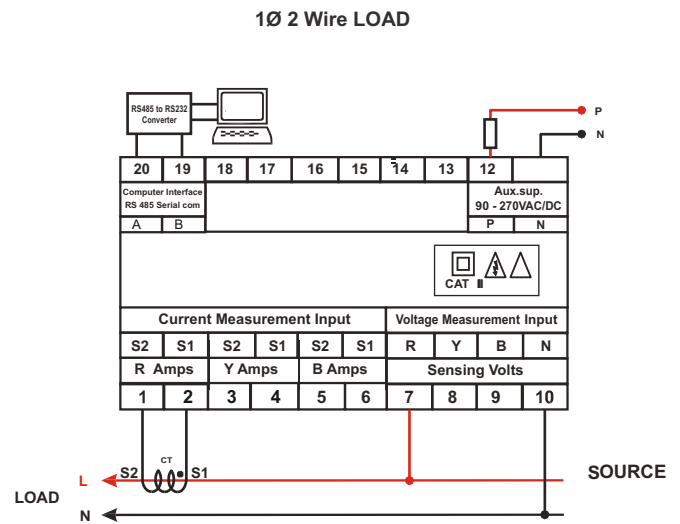 1Ø 2 Wire LOAD
RS485 to RS232
Converter
P
N
20 19 18 17 16 15 14 13 12
Computer Interface
RS 485 Serial com
Aux.sup.
90 - 270VAC/DC
A B
P N
CAT II
Current Measurement Input Voltage Measurement Input
S2 S1 S2 S1 S2 S1 R Y B N
R Amps Y Amps B Amps Sensing Volts
1 2 3 4 5 6 7 8 9 10
CT
S2 S1
L
SOURCE
LOAD
N